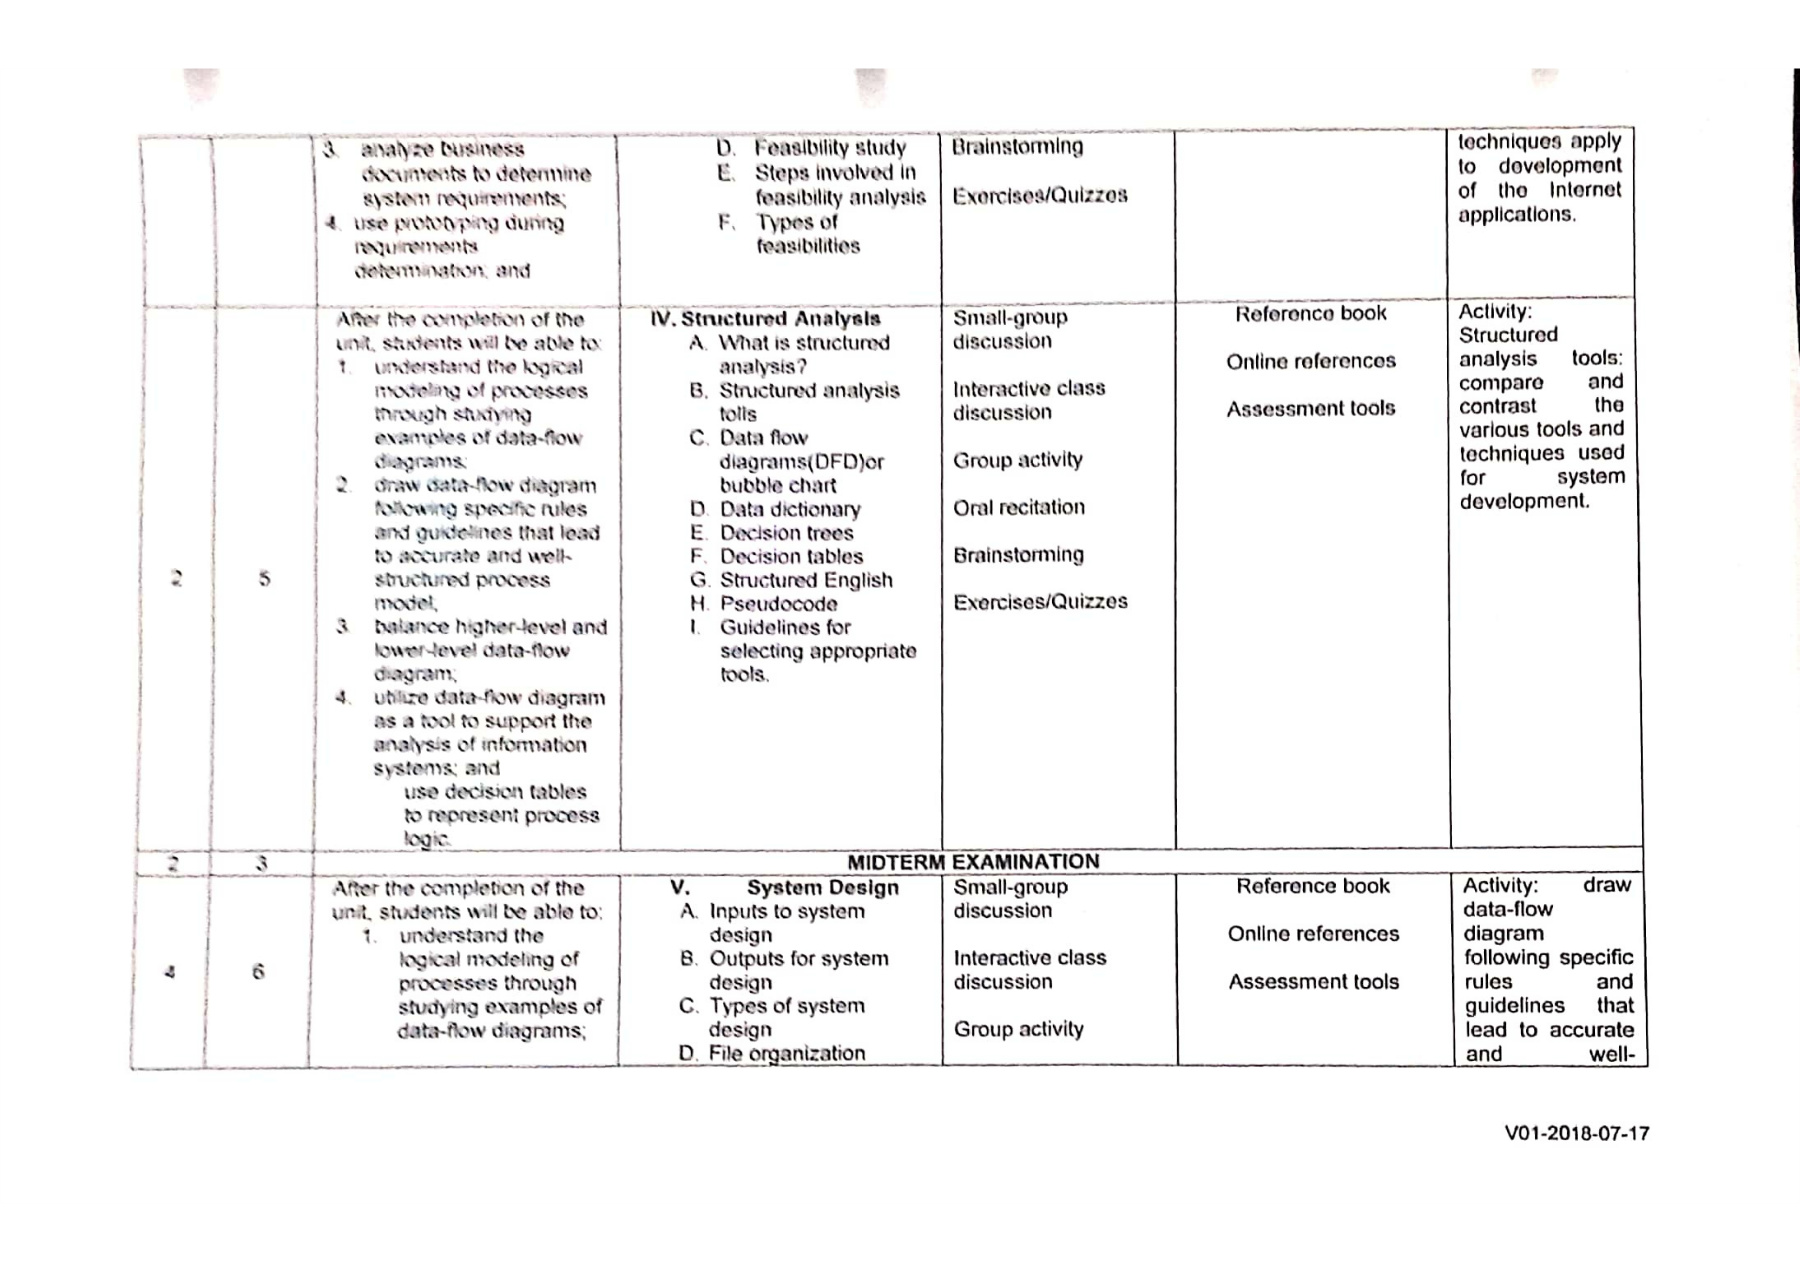 3. analyze business
documents to determine
system requirements;
4. use prototyping during
requirements
determination; and
D. Feasibility study
E. Steps involved in
feasibility analysis
F. Types of
feasibilities
Brainstorming
Exercises/Quizzes
techniques apply
to development
of the Internet
applications.
2
5
After the completion of the
unit, students will be able to:
1. understand the logical
modeling of processes
through studying
examples of data-flow
diagrams;
2. draw data-flow diagram
following specific rules
and guidelines that lead
to accurate and well-
structured process
model;
3. balance higher-level and
lower-level data-flow
diagram;
4. utilize data-flow diagram
as a tool to support the
analysis of information
systems; and
use decision tables
to represent process
logic.
IV. Structured Analysis
A. What is structured
analysis?
B. Structured analysis
tolls
C. Data flow
diagrams(DFD)or
bubble chart
D. Data dictionary
E. Decision trees
F. Decision tables
G. Structured English
H. Pseudocode
I. Guidelines for
selecting appropriate
tools.
Small-group
discussion
Interactive class
discussion
Group activity
Oral recitation
Brainstorming
Exercises/Quizzes
Reference book
Online references
Assessment tools
Activity:
Structured
analysis tools:
compare and
contrast the
various tools and
techniques used
for system
development.
2
3
MIDTERM EXAMINATION
4
6
After the completion of the
unit, students will be able to:
1. understand the
logical modeling of
processes through
studying examples of
data-flow diagrams;
V. System Design
A. Inputs to system
design
B. Outputs for system
design
C. Types of system
design
D. File organization
Small-group
discussion
Interactive class
discussion
Group activity
Reference book
Online references
Assessment tools
Activity: draw
data-flow
diagram
following specific
rules and
guidelines that
lead to accurate
and well-
V01-2018-07-17